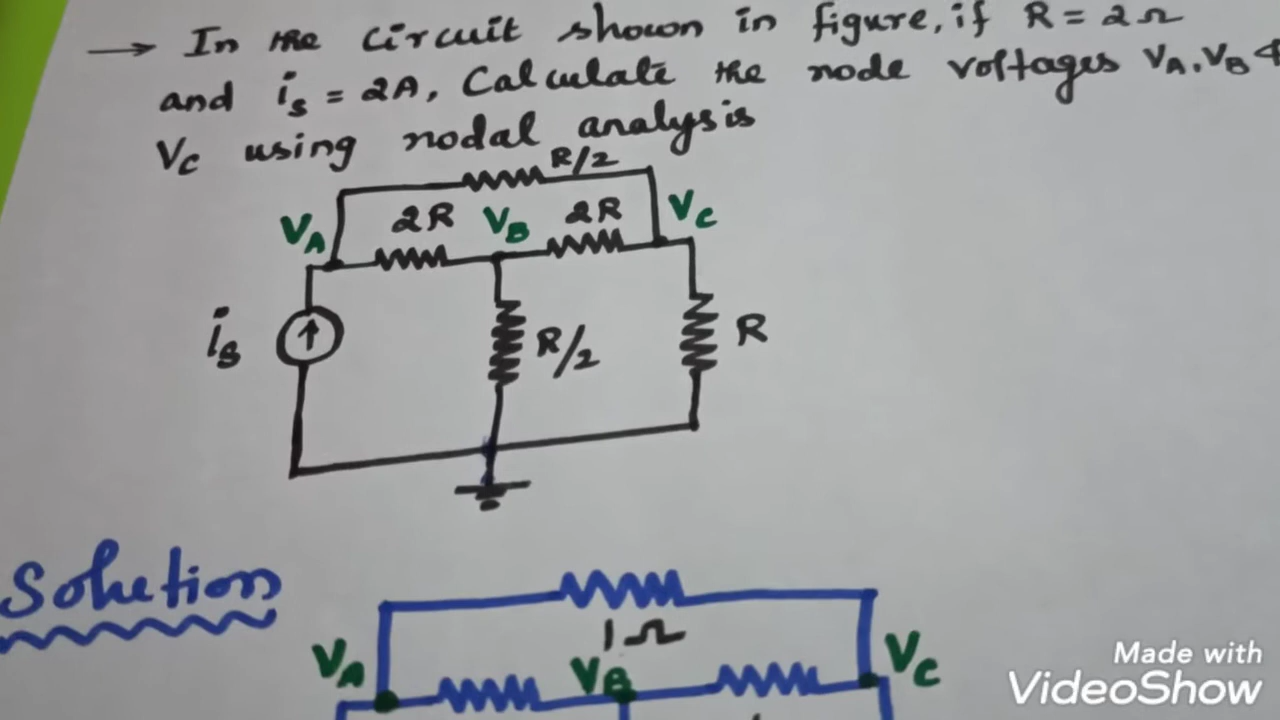 → In the circuit shown in figure, if R = 2Ω
and is = 2A, Calculate the node voltages VA, VB &
VC using nodal analysis
R/2
VA 2R VB 2R VC
is R/2 R
Solution
1Ω
VA VB VC
Made with
VideoShow